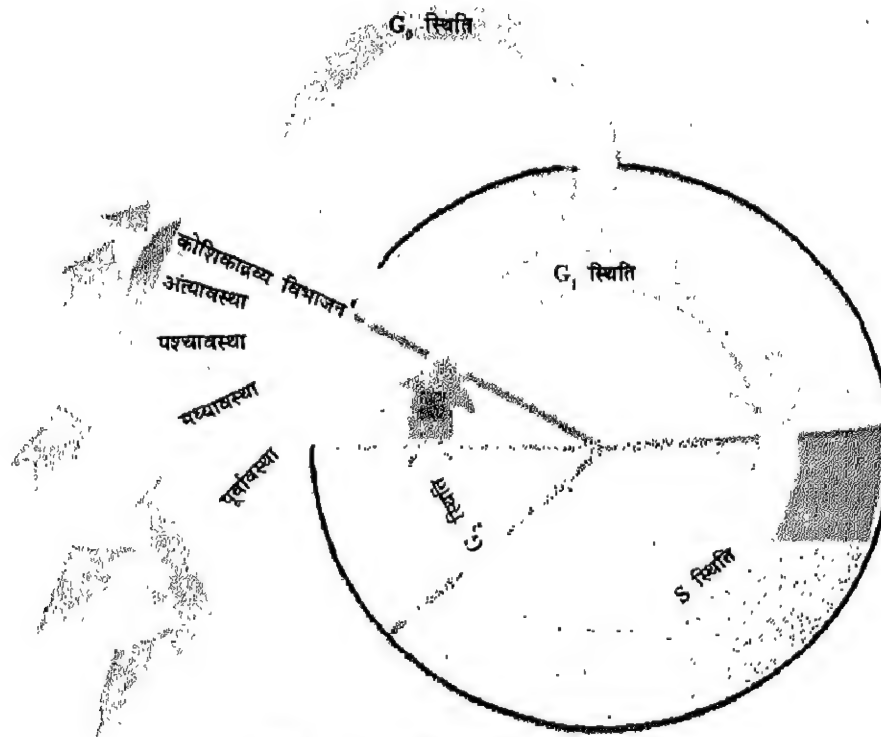 G₀ स्थिति
G₁ स्थिति
कोशिकाद्रव्य विभाजन
अंत्यावस्था
पश्चावस्था
मध्यावस्था
पूर्वावस्था
G₂ स्थिति
S स्थिति